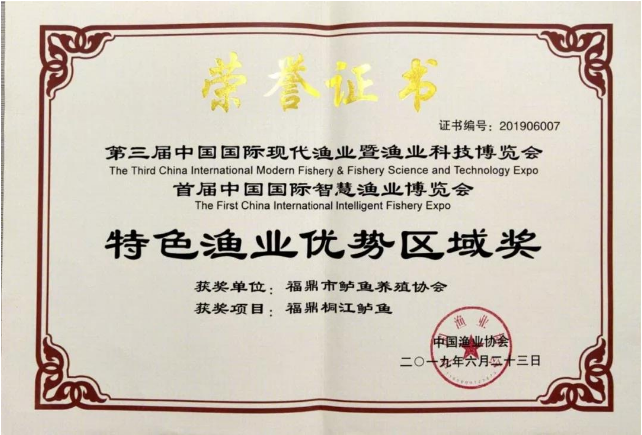 荣誉证书
证书编号：201906007
第三届中国国际现代渔业暨渔业科技博览会
The Third China International Modern Fishery & Fishery Science and Technology Expo
首届中国国际智慧渔业博览会
The First China International Intelligent Fishery Expo
特色渔业优势区域奖
获奖单位：福鼎市鲈鱼养殖协会
获奖项目：福鼎桐江鲈鱼
中国渔业协会
二〇一九年六月二十三日